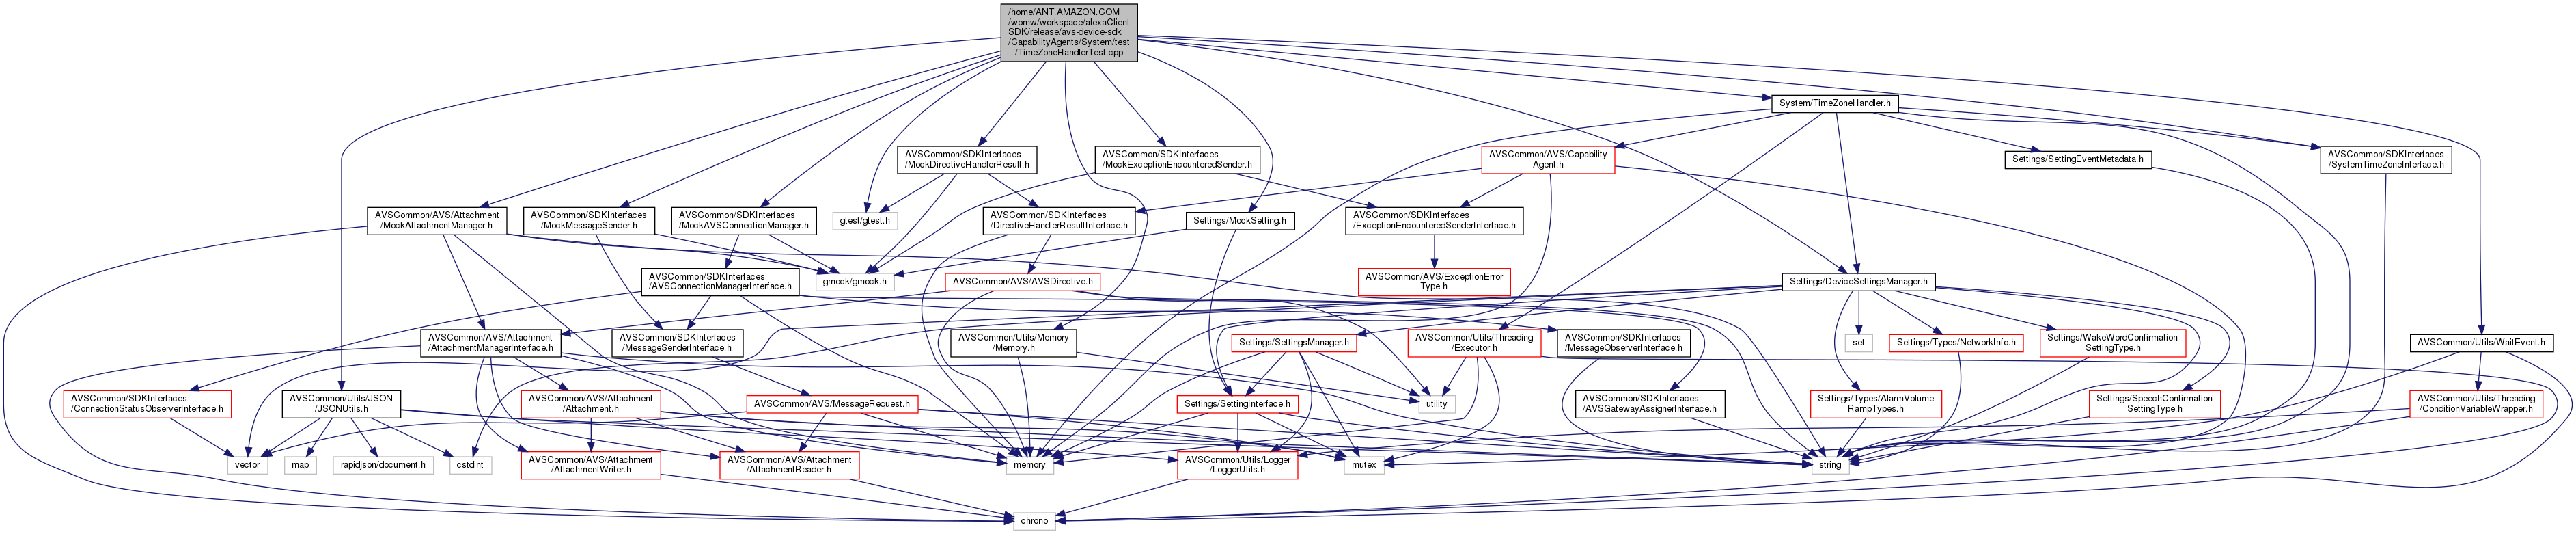 /home/ANT.AMAZON.COM
/womw/workspace/alexaClient
SDK/release/avs-device-sdk
/CapabilityAgents/System/test
/TimeZoneHandlerTest.cpp
System/TimeZoneHandler.h
AVSCommon/SDKInterfaces
/MockDirectiveHandlerResult.h
AVSCommon/SDKInterfaces
/MockExceptionEncounteredSender.h
AVSCommon/AVS/Capability
Agent.h
Settings/SettingEventMetadata.h
AVSCommon/SDKInterfaces
/SystemTimeZoneInterface.h
AVSCommon/AVS/Attachment
/MockAttachmentManager.h
AVSCommon/SDKInterfaces
/MockMessageSender.h
AVSCommon/SDKInterfaces
/MockAVSConnectionManager.h
gtest/gtest.h
AVSCommon/SDKInterfaces
/DirectiveHandlerResultInterface.h
Settings/MockSetting.h
AVSCommon/SDKInterfaces
/ExceptionEncounteredSenderInterface.h
AVSCommon/SDKInterfaces
/AVSConnectionManagerInterface.h
gmock/gmock.h
AVSCommon/AVS/AVSDirective.h
AVSCommon/AVS/ExceptionError
Type.h
Settings/DeviceSettingsManager.h
AVSCommon/AVS/Attachment
/AttachmentManagerInterface.h
AVSCommon/SDKInterfaces
/MessageSenderInterface.h
AVSCommon/Utils/Memory
/Memory.h
Settings/SettingsManager.h
AVSCommon/Utils/Threading
/Executor.h
AVSCommon/SDKInterfaces
/MessageObserverInterface.h
set
Settings/Types/NetworkInfo.h
Settings/WakeWordConfirmation
SettingType.h
AVSCommon/Utils/WaitEvent.h
AVSCommon/SDKInterfaces
/ConnectionStatusObserverInterface.h
AVSCommon/Utils/JSON
/JSONUtils.h
AVSCommon/AVS/Attachment
/Attachment.h
AVSCommon/AVS/MessageRequest.h
Settings/SettingInterface.h
utility
AVSCommon/SDKInterfaces
/AVSGatewayAssignerInterface.h
Settings/Types/AlarmVolume
RampTypes.h
Settings/SpeechConfirmation
SettingType.h
AVSCommon/Utils/Threading
/ConditionVariableWrapper.h
vector
map
rapidjson/document.h
cstdint
AVSCommon/AVS/Attachment
/AttachmentWriter.h
AVSCommon/AVS/Attachment
/AttachmentReader.h
memory
AVSCommon/Utils/Logger
/LoggerUtils.h
mutex
string
chrono